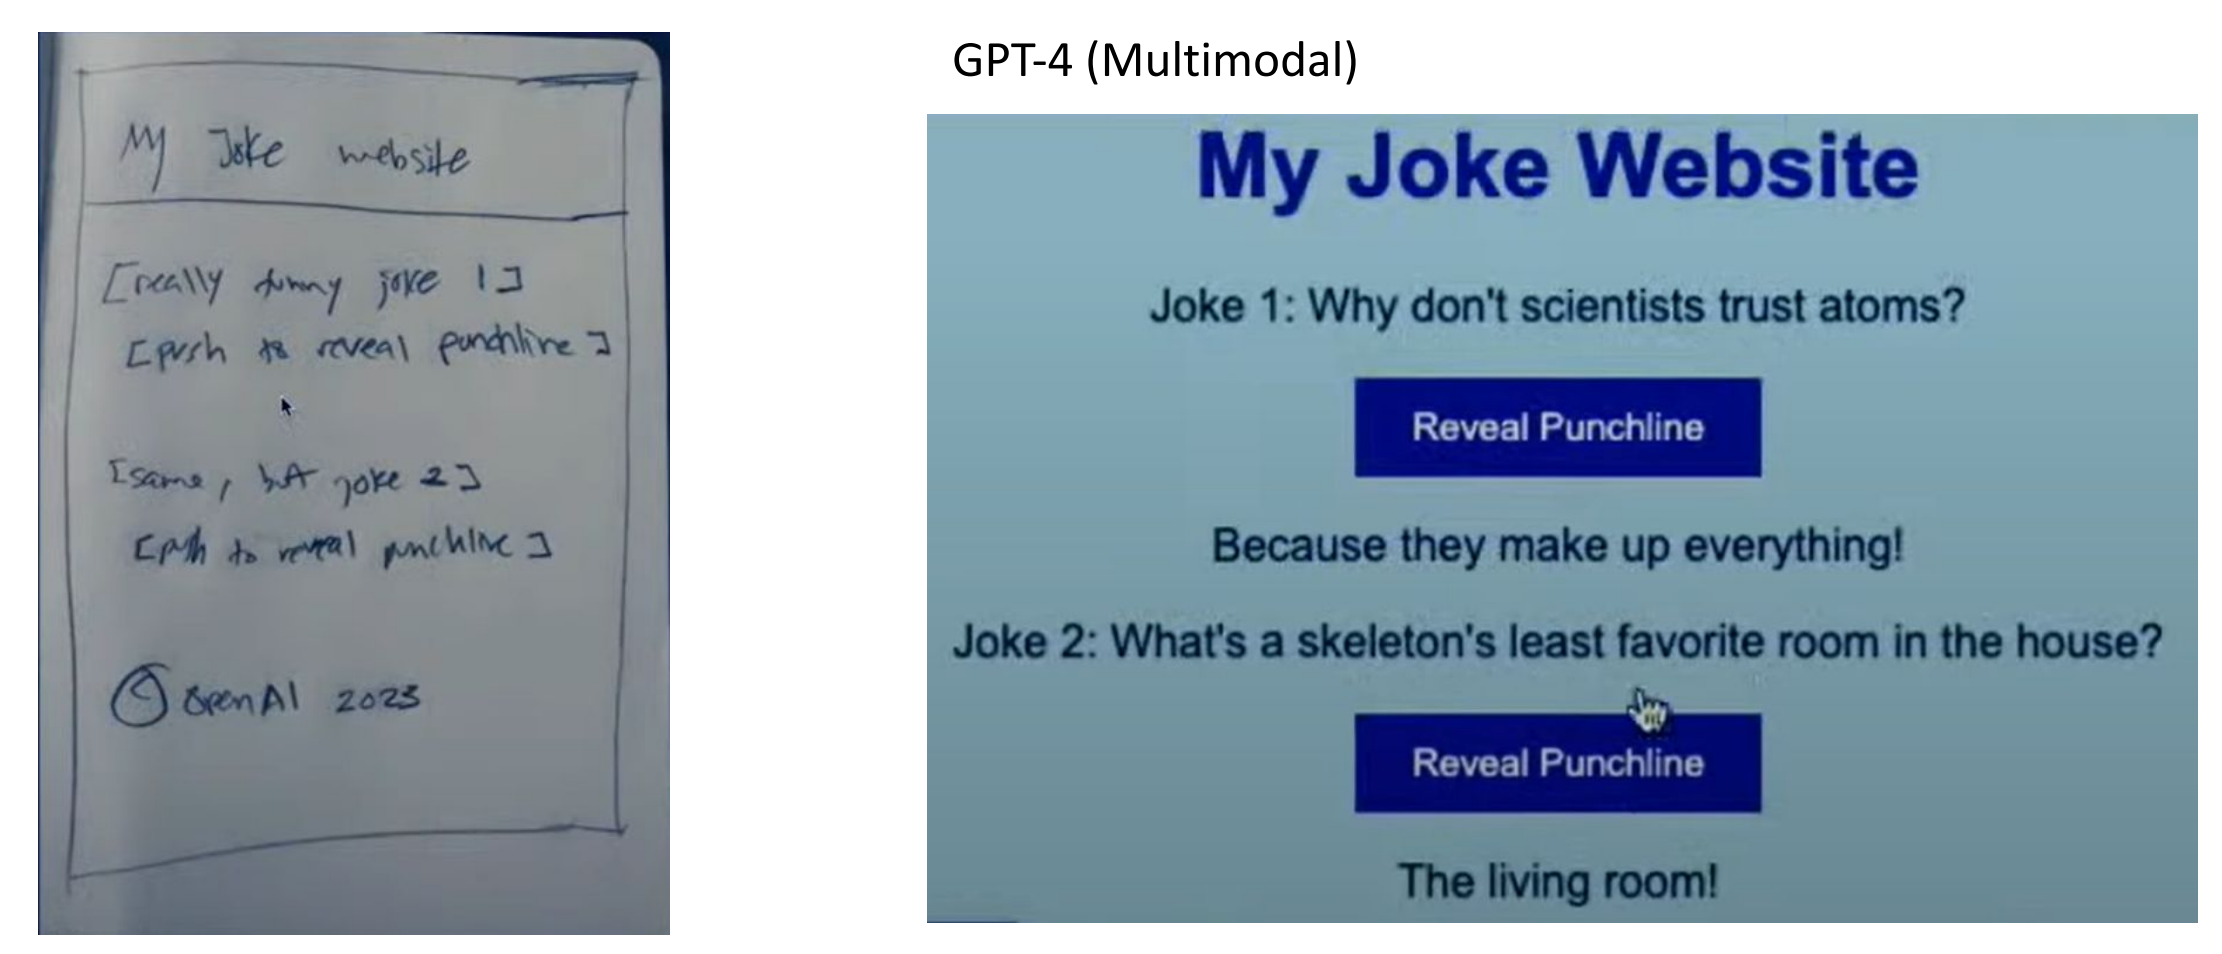 My Joke website
[really funny joke 1]
[push to reveal punchline]
[same, but joke 2]
[push to reveal punchline]
© OpenAI 2023
GPT-4 (Multimodal)
My Joke Website
Joke 1: Why don't scientists trust atoms?
Reveal Punchline
Because they make up everything!
Joke 2: What's a skeleton's least favorite room in the house?
Reveal Punchline
The living room!